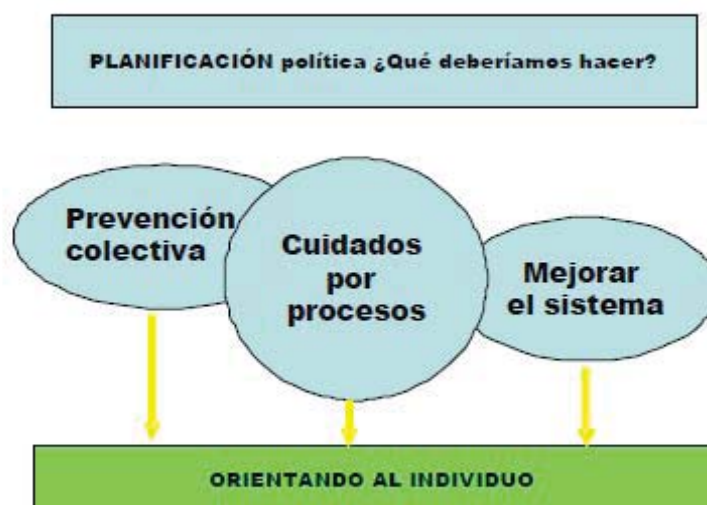 PLANIFICACIÓN política ¿Qué deberíamos hacer?
Prevención
colectiva
Cuidados
por
procesos
Mejorar
el sistema
ORIENTANDO AL INDIVIDUO